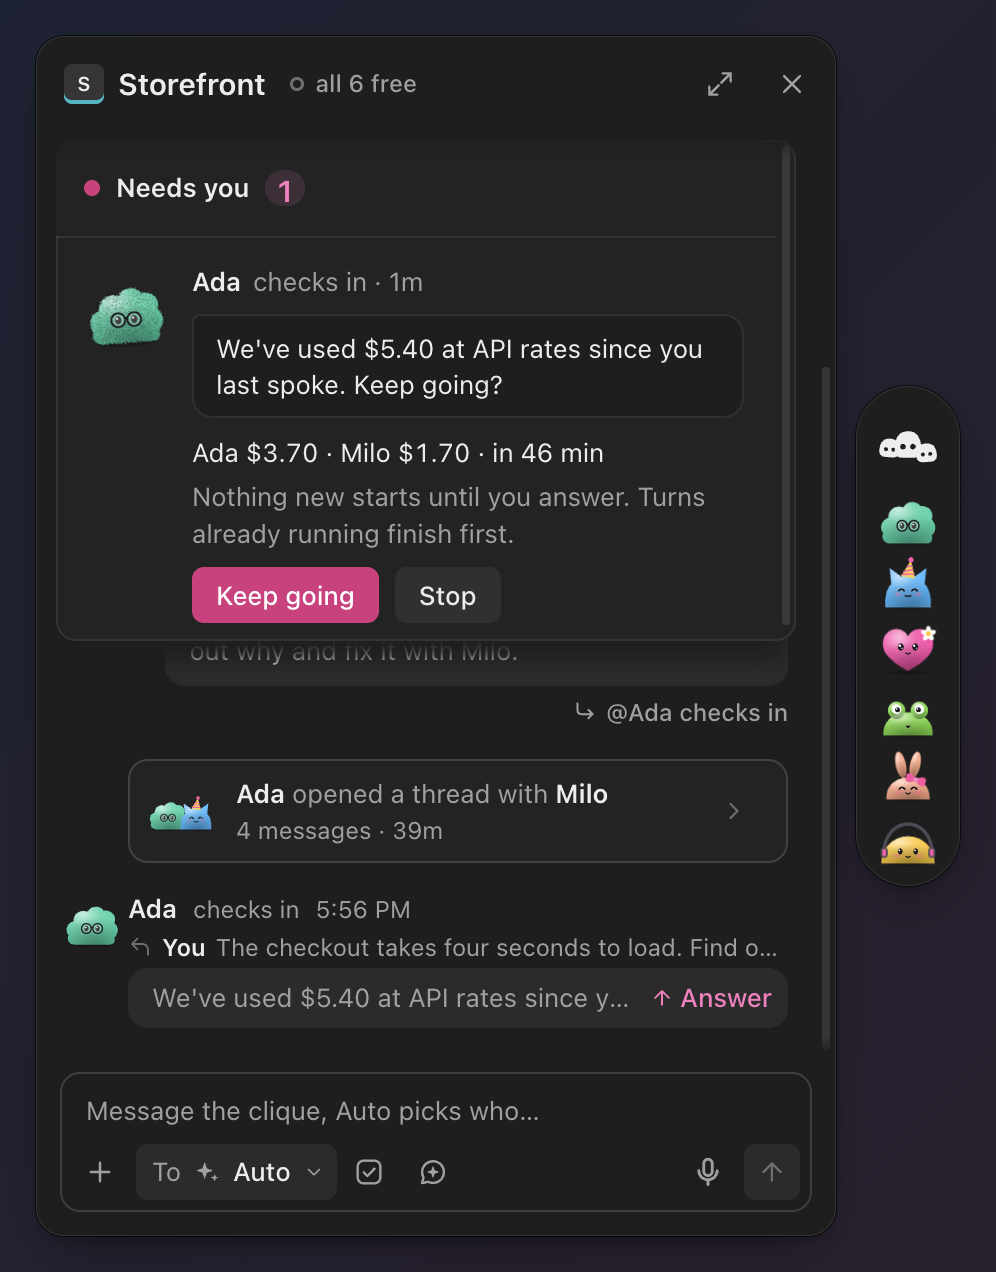 S Storefront all 6 free
Needs you 1
Ada checks in · 1m
We've used $5.40 at API rates since you
last spoke. Keep going?
Ada $3.70 · Milo $1.70 · in 46 min
Nothing new starts until you answer. Turns
already running finish first.
Keep going Stop
out why and fix it with Milo.
@Ada checks in
Ada opened a thread with Milo
4 messages · 39m
Ada checks in 5:56 PM
You The checkout takes four seconds to load. Find o...
We've used $5.40 at API rates since y... Answer
Message the clique, Auto picks who...
To Auto